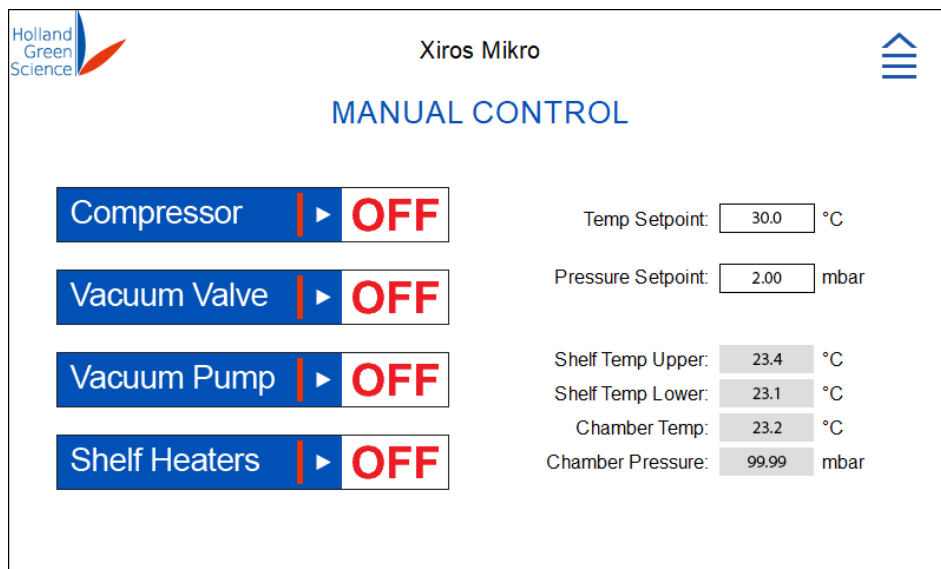 Holland
Green
Science
Xiros Mikro
MANUAL CONTROL
Compressor OFF
Vacuum Valve OFF
Vacuum Pump OFF
Shelf Heaters OFF
Temp Setpoint: 30.0 °C
Pressure Setpoint: 2.00 mbar
Shelf Temp Upper: 23.4 °C
Shelf Temp Lower: 23.1 °C
Chamber Temp: 23.2 °C
Chamber Pressure: 99.99 mbar